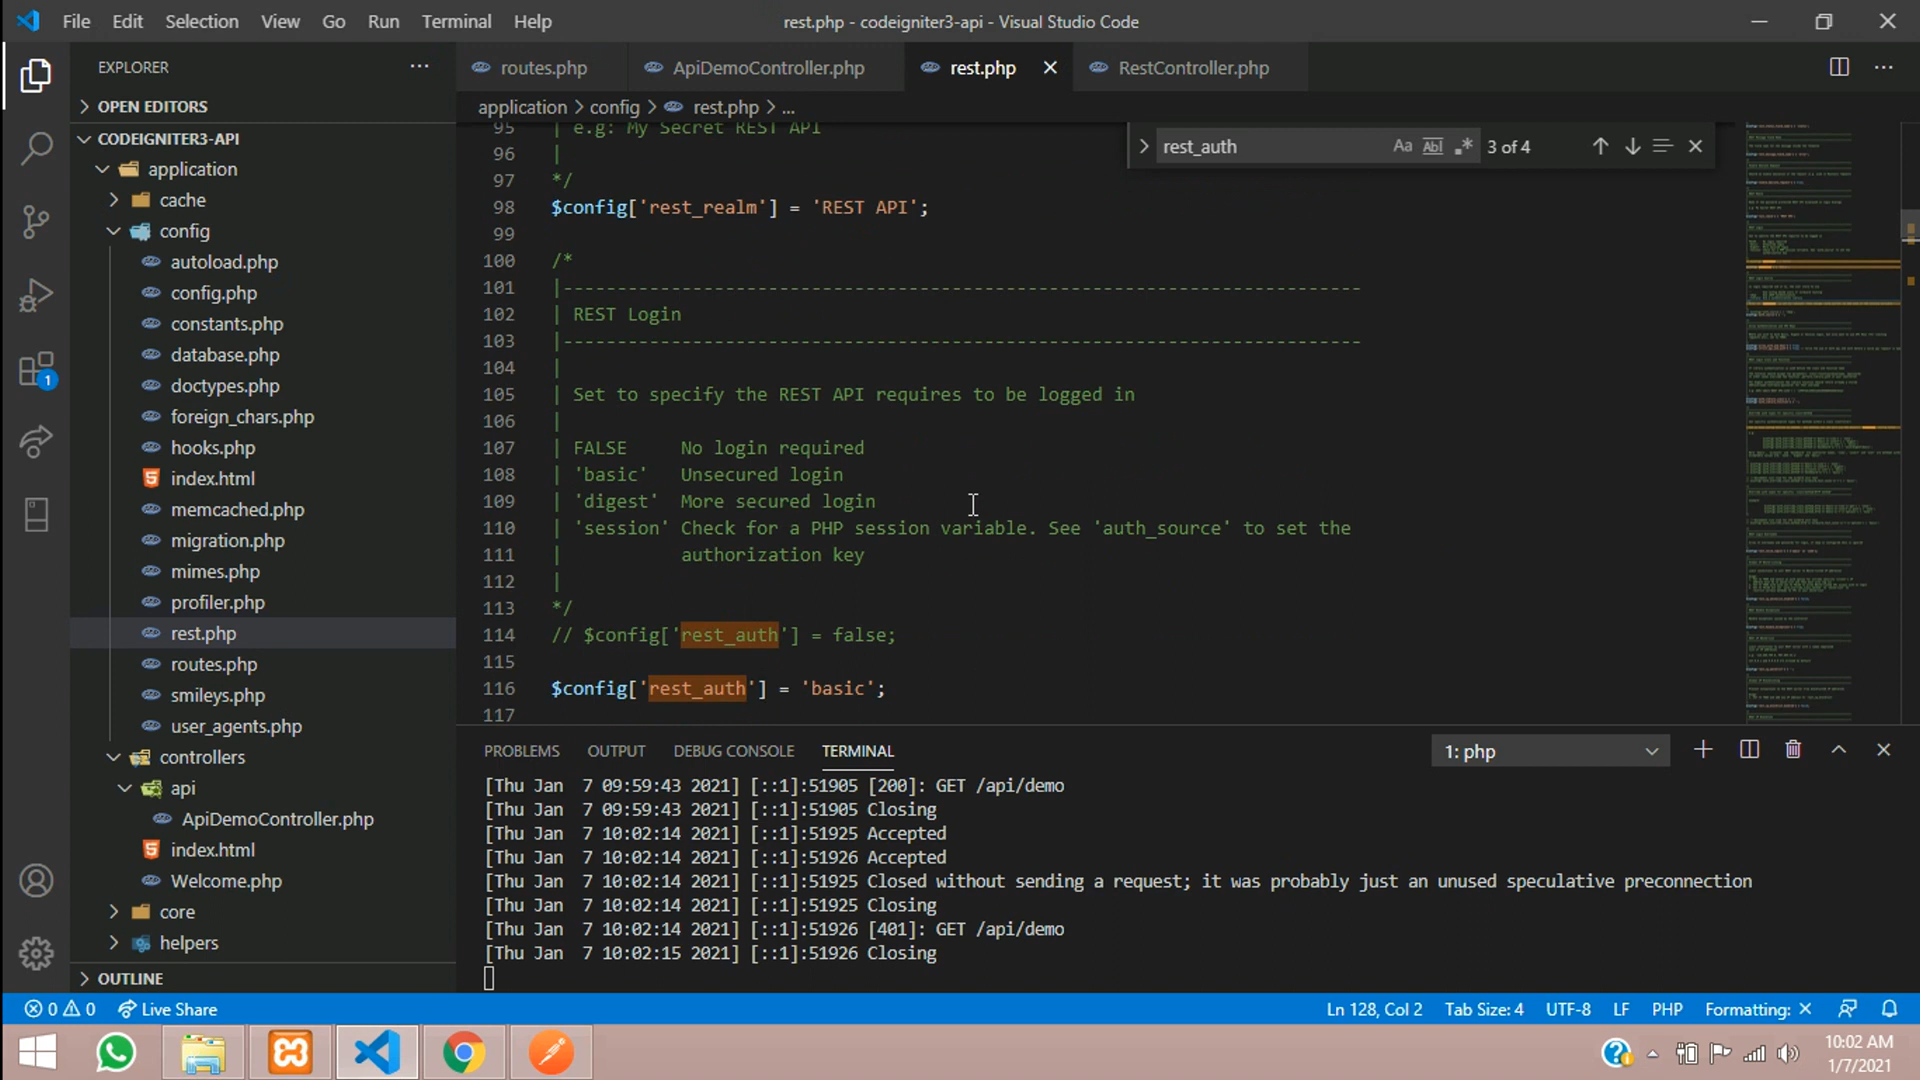 File Edit Selection View Go Run Terminal Help
rest.php - codeigniter3-api - Visual Studio Code
EXPLORER
OPEN EDITORS
CODEIGNITER3-API
application
cache
config
autoload.php
config.php
constants.php
database.php
doctypes.php
foreign_chars.php
hooks.php
index.html
memcached.php
migration.php
mimes.php
profiler.php
rest.php
routes.php
smileys.php
user_agents.php
controllers
api
ApiDemoController.php
index.html
Welcome.php
core
helpers
OUTLINE
1
routes.php ApiDemoController.php rest.php RestController.php
application > config > rest.php > ...
rest_auth Aa Abl .* 3 of 4
95 | e.g: My Secret REST API
96 |
97 */
98 $config['rest_realm'] = 'REST API';
99
100 /*
101 |--------------------------------------------------------------------------
102 | REST Login
103 |--------------------------------------------------------------------------
104 |
105 | Set to specify the REST API requires to be logged in
106 |
107 | FALSE     No login required
108 | 'basic'   Unsecured login
109 | 'digest'  More secured login
110 | 'session' Check for a PHP session variable. See 'auth_source' to set the
111 |           authorization key
112 |
113 */
114 // $config['rest_auth'] = false;
115
116 $config['rest_auth'] = 'basic';
117
PROBLEMS OUTPUT DEBUG CONSOLE TERMINAL
1: php
[Thu Jan  7 09:59:43 2021] [::1]:51905 [200]: GET /api/demo
[Thu Jan  7 09:59:43 2021] [::1]:51905 Closing
[Thu Jan  7 10:02:14 2021] [::1]:51925 Accepted
[Thu Jan  7 10:02:14 2021] [::1]:51926 Accepted
[Thu Jan  7 10:02:14 2021] [::1]:51925 Closed without sending a request; it was probably just an unused speculative preconnection
[Thu Jan  7 10:02:14 2021] [::1]:51925 Closing
[Thu Jan  7 10:02:14 2021] [::1]:51926 [401]: GET /api/demo
[Thu Jan  7 10:02:15 2021] [::1]:51926 Closing
0 0 Live Share
Ln 128, Col 2 Tab Size: 4 UTF-8 LF PHP Formatting: ×
10:02 AM
1/7/2021